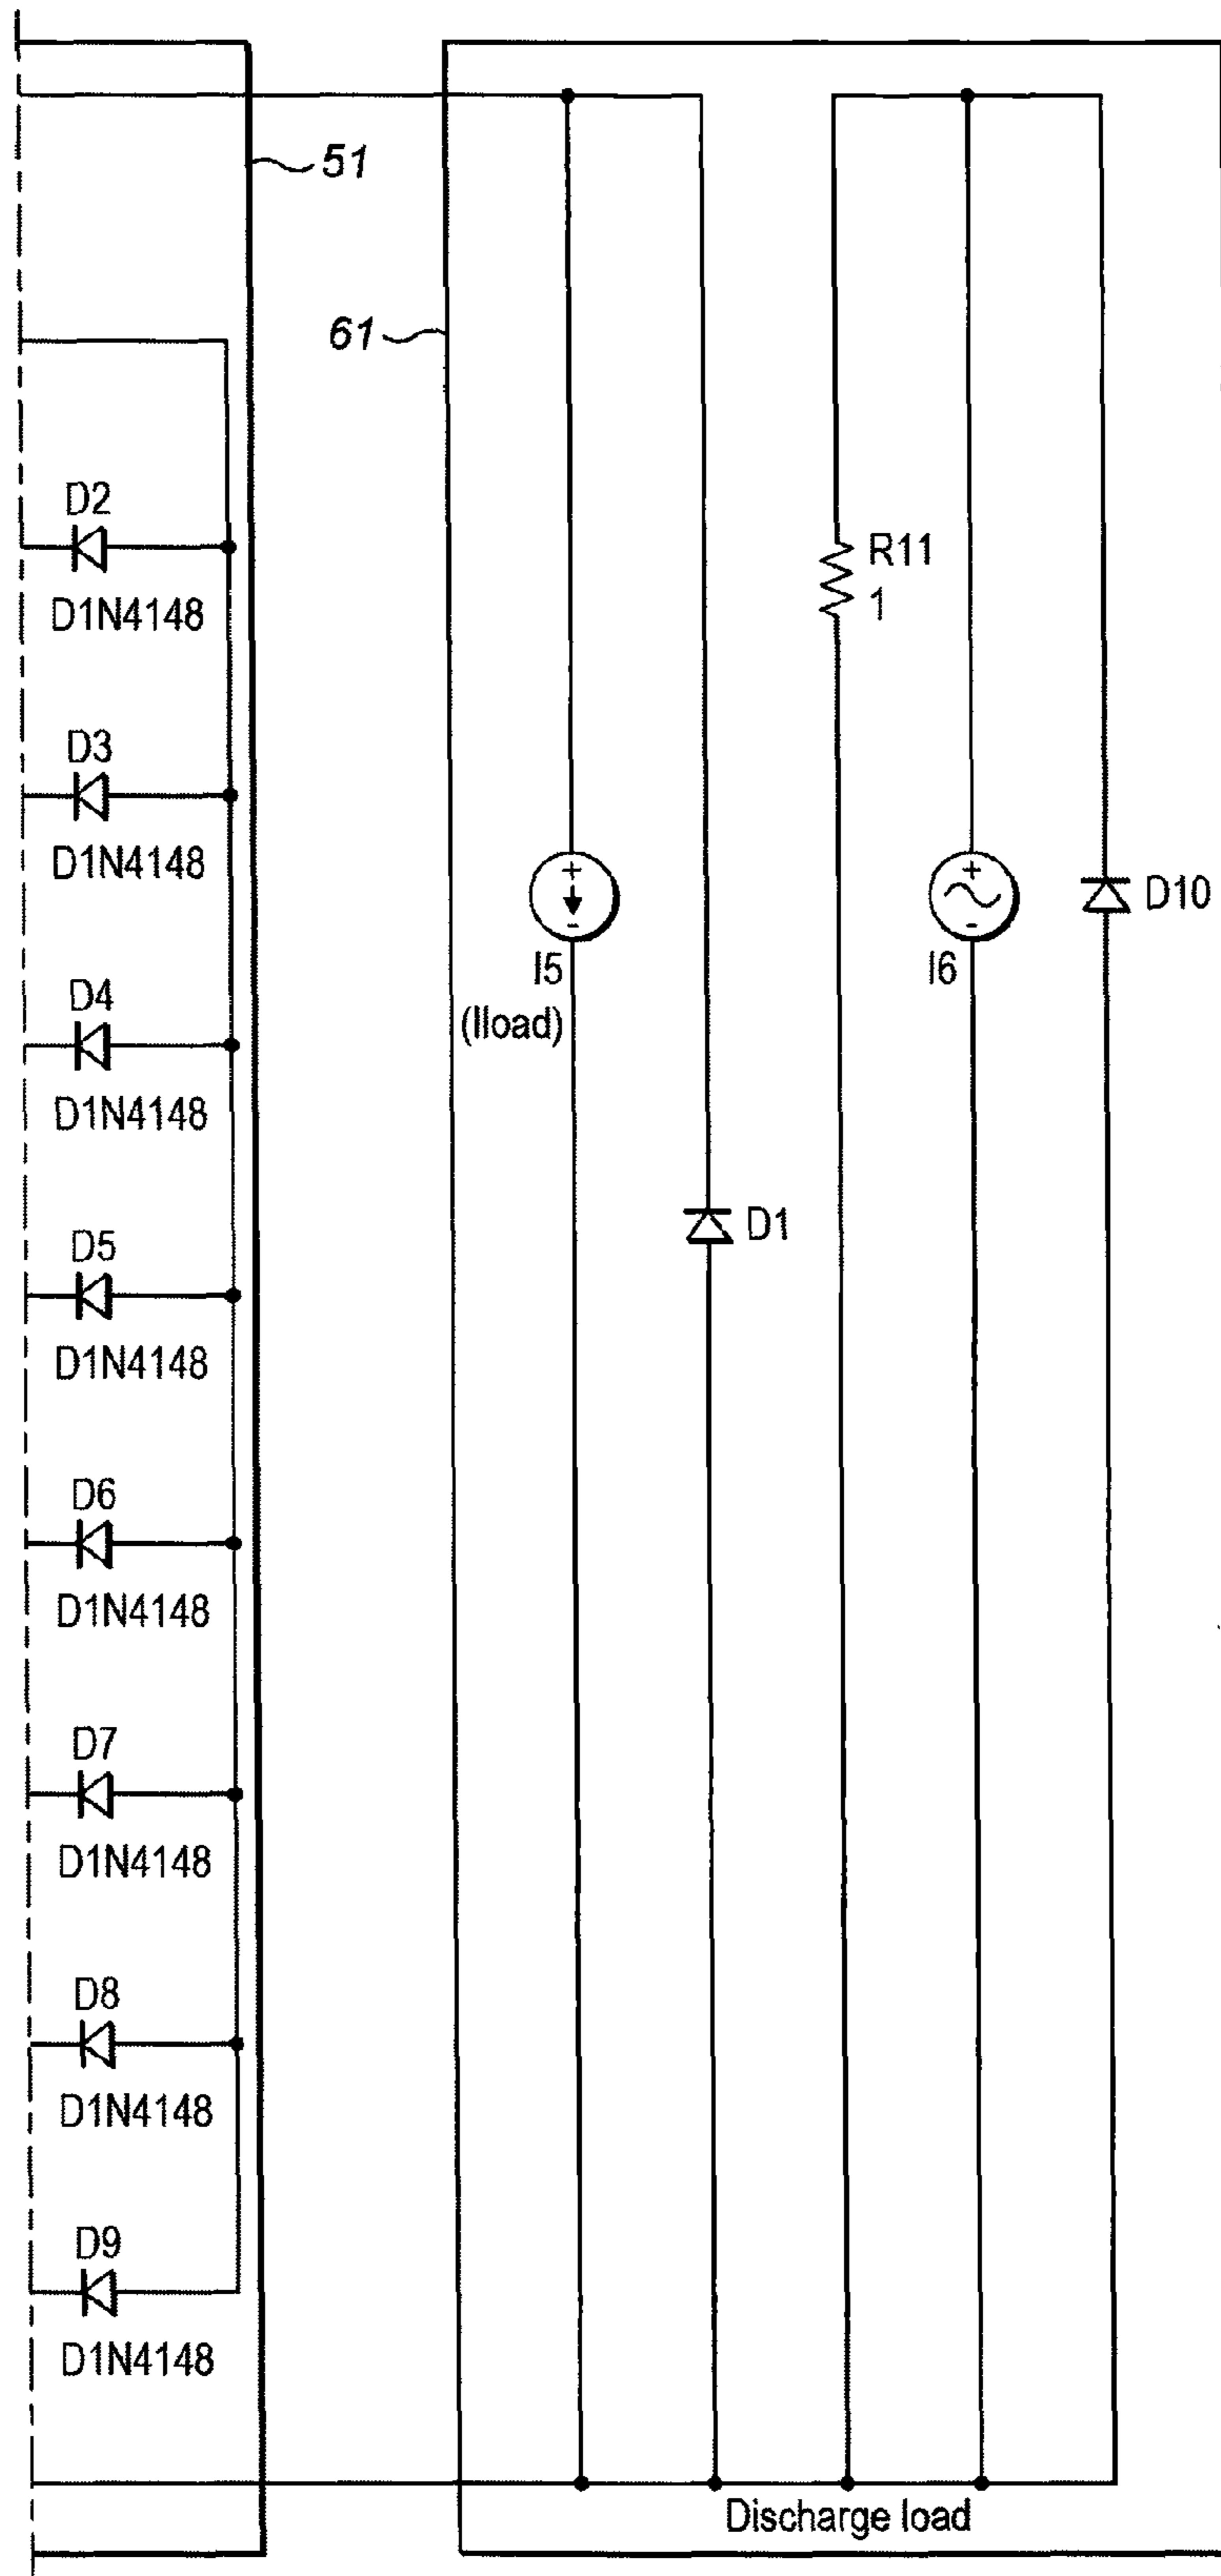 51
61
D2
D1N4148
D3
D1N4148
D4
D1N4148
D5
D1N4148
D6
D1N4148
D7
D1N4148
D8
D1N4148
D9
D1N4148
R11
1
+
-
I5
(Iload)
+
-
I6
D10
D1
Discharge load